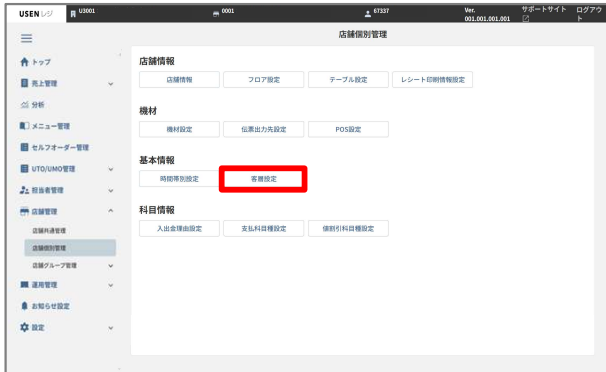 USEN レジ U3001 0001 67337 Ver. 001.001.001.001 サポートサイト ログアウト
店舗個別管理
トップ
売上管理
分析
メニュー管理
セルフオーダー管理
UTO/UMO管理
担当者管理
店舗管理
店舗共通管理
店舗個別管理
店舗グループ管理
運用管理
お知らせ設定
設定
店舗情報
店舗情報 フロア設定 テーブル設定 レシート印刷情報設定
機材
機材設定 伝票出力先設定 POS設定
基本情報
時間帯別設定 客層設定
科目情報
入出金理由設定 支払科目種設定 値割引科目種設定